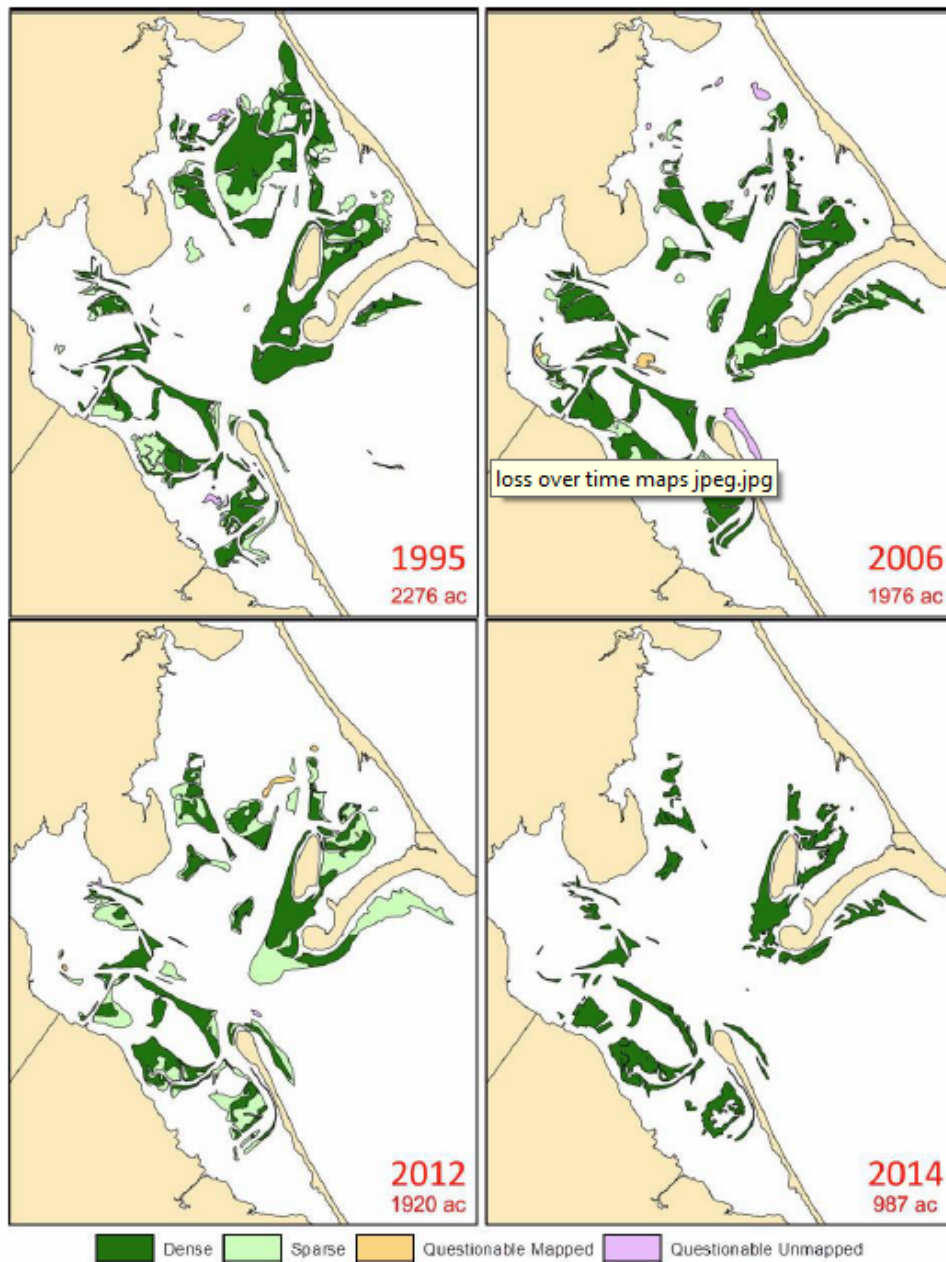 1995
2276 ac
2006
1976 ac
loss over time maps jpeg.jpg
2012
1920 ac
2014
987 ac
Dense Sparse Questionable Mapped Questionable Unmapped